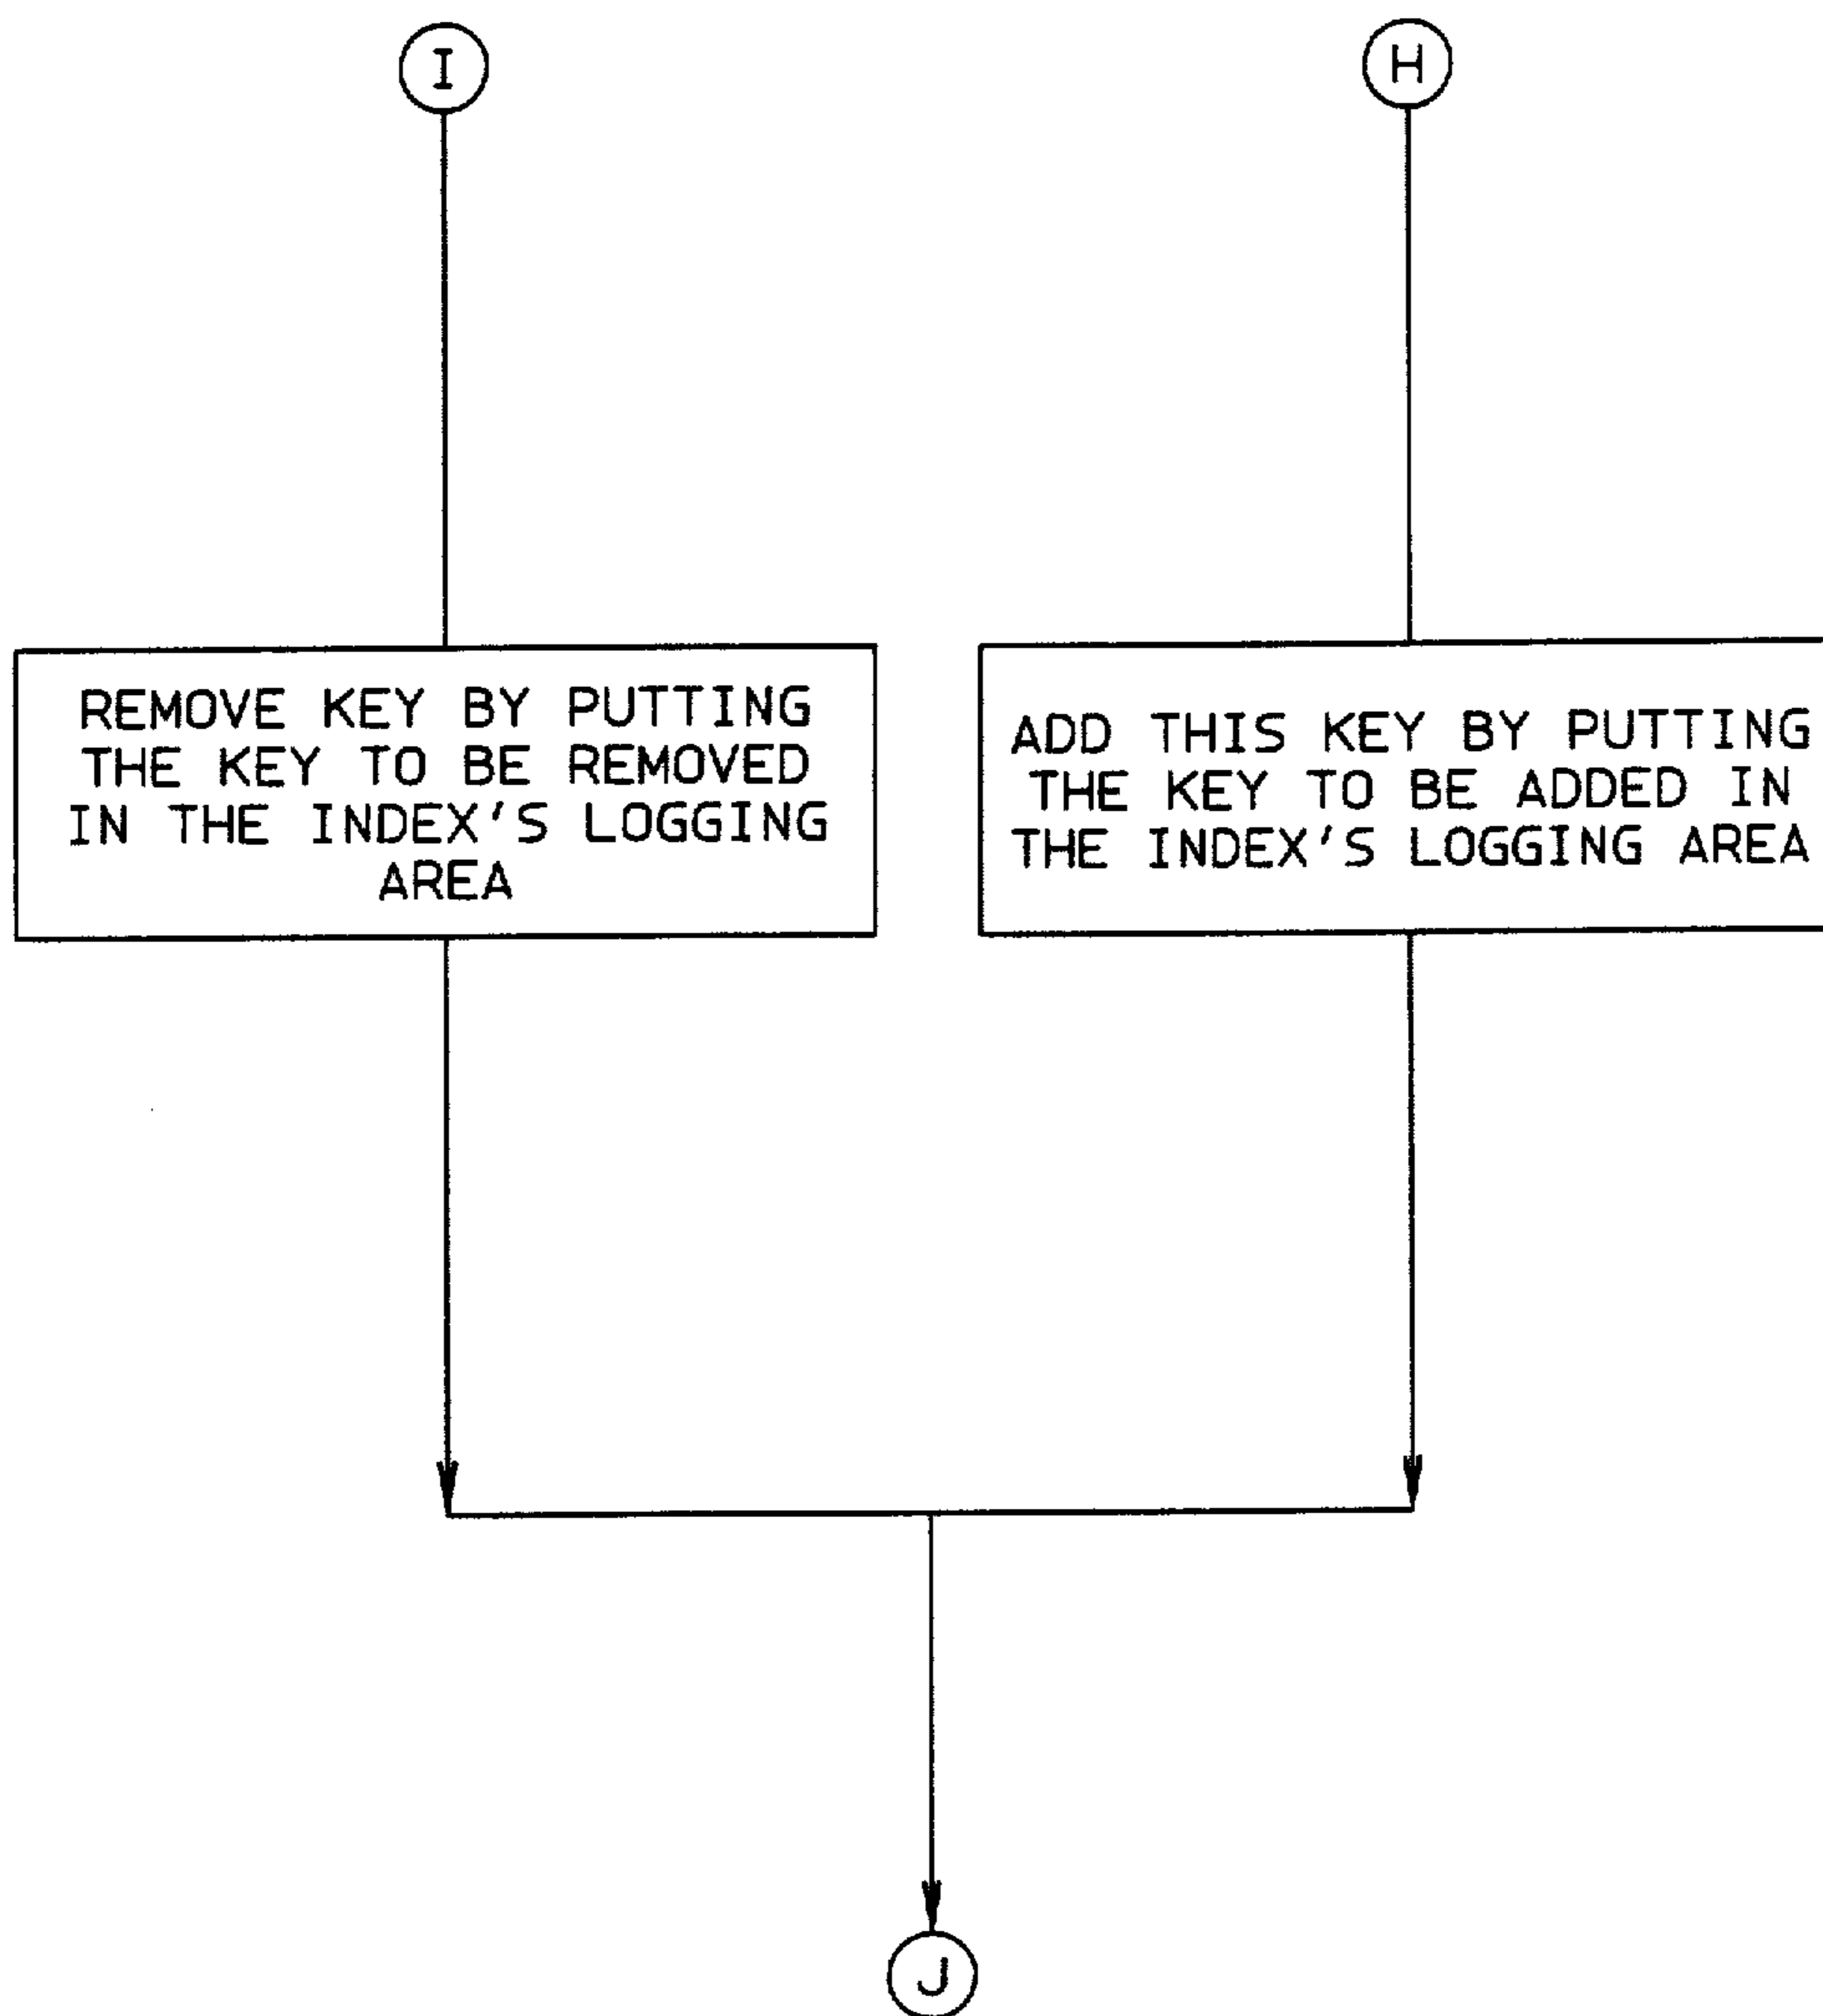 I
H
REMOVE KEY BY PUTTING
THE KEY TO BE REMOVED
IN THE INDEX'S LOGGING
AREA
ADD THIS KEY BY PUTTING
THE KEY TO BE ADDED IN
THE INDEX'S LOGGING AREA
J